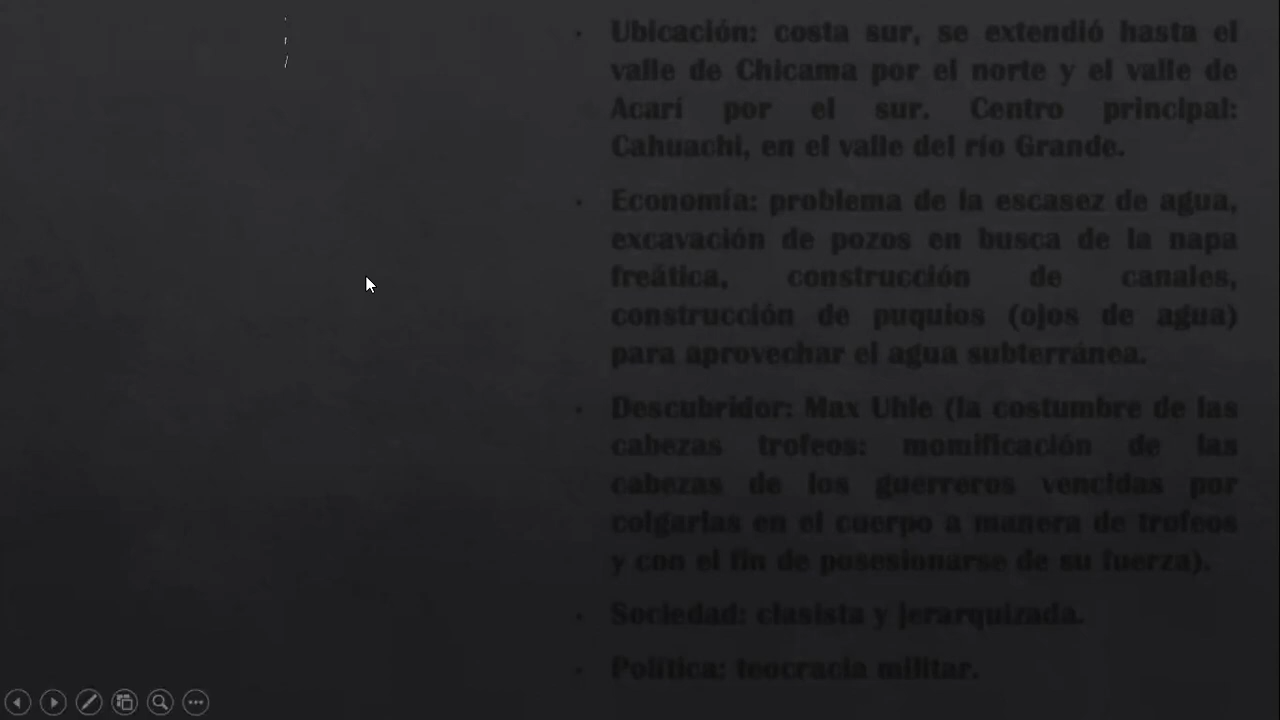 Ubicación: costa sur, se extendió hasta el
valle de Chicama por el norte y el valle de
Acarí por el sur. Centro principal:
Cahuachi, en el valle del río Grande.
Economía: problema de la escasez de agua,
excavación de pozos en busca de la napa
freática, construcción de canales,
construcción de puquios (ojos de agua)
para aprovechar el agua subterránea.
Descubridor: Max Uhle (la costumbre de las
cabezas trofeos: momificación de las
cabezas de los guerreros vencidas por
colgarlas en el cuerpo a manera de trofeos
y con el fin de posesionarse de su fuerza).
Sociedad: clasista y jerarquizada.
Política: teocracia militar.